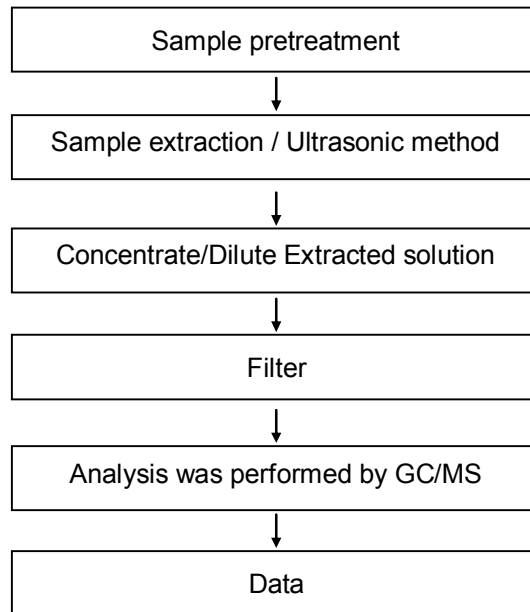 Sample pretreatment
Sample extraction / Ultrasonic method
Concentrate/Dilute Extracted solution
Filter
Analysis was performed by GC/MS
Data